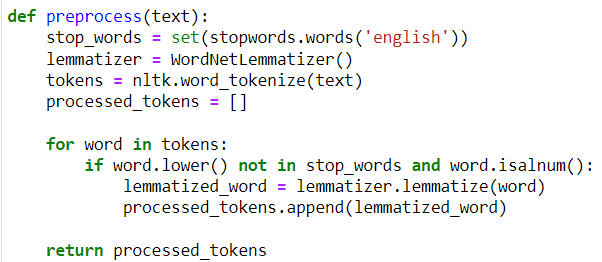 def preprocess(text):
    stop_words = set(stopwords.words('english'))
    lemmatizer = WordNetLemmatizer()
    tokens = nltk.word_tokenize(text)
    processed_tokens = []

    for word in tokens:
        if word.lower() not in stop_words and word.isalnum():
            lemmatized_word = lemmatizer.lemmatize(word)
            processed_tokens.append(lemmatized_word)

    return processed_tokens